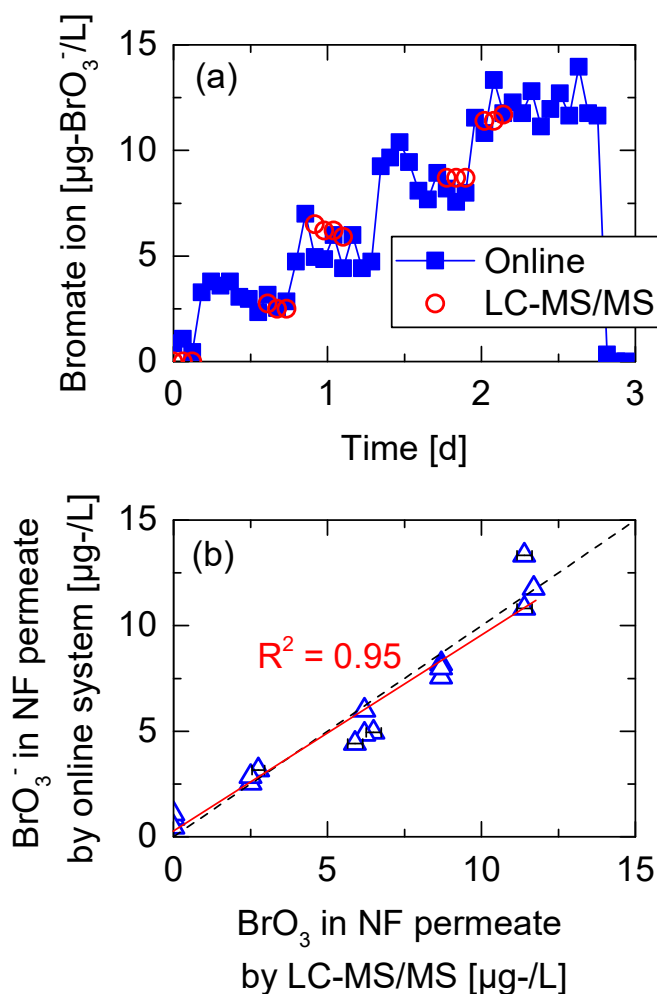 Bromate ion [µg-BrO₃⁻/L]
15
10
5
0
(a)
Online
LC-MS/MS
0
1
2
3
Time [d]
BrO₃⁻ in NF permeate
by online system [µg-/L]
15
10
5
0
(b)
R² = 0.95
0
5
10
15
BrO₃ in NF permeate
by LC-MS/MS [µg-/L]